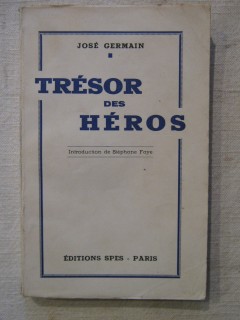 JOSÉ GERMAIN
TRÉSOR
DES
HÉROS
Introduction de Stéphane Faye
ÉDITIONS SPES - PARIS